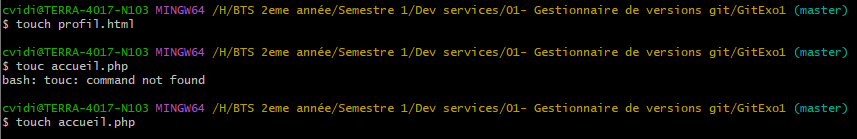 cvidi@TERRA-4017-N103 MINGW64 /H/BTS 2eme année/Semestre 1/Dev services/01- Gestionnaire de versions git/GitExo1 (master)
$ touch profil.html
cvidi@TERRA-4017-N103 MINGW64 /H/BTS 2eme année/Semestre 1/Dev services/01- Gestionnaire de versions git/GitExo1 (master)
$ touc accueil.php
bash: touc: command not found
cvidi@TERRA-4017-N103 MINGW64 /H/BTS 2eme année/Semestre 1/Dev services/01- Gestionnaire de versions git/GitExo1 (master)
$ touch accueil.php